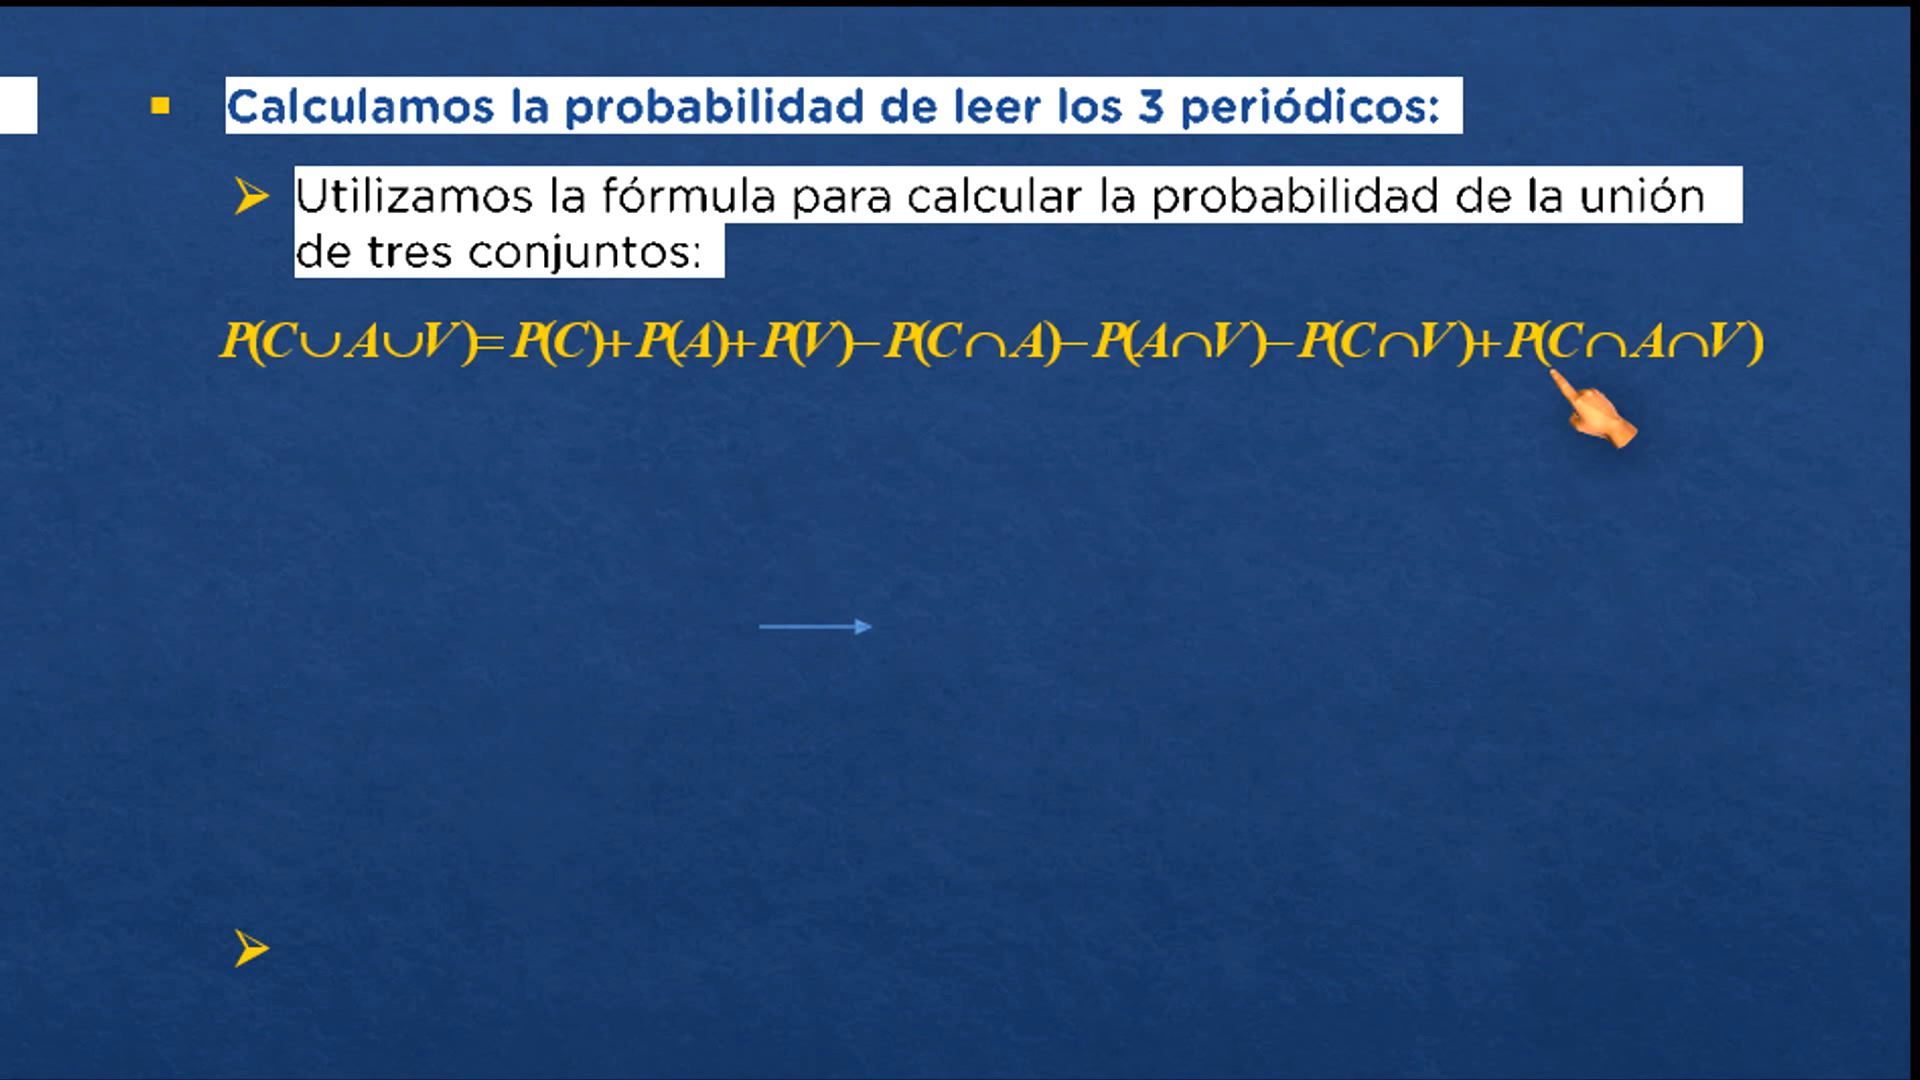 Calculamos la probabilidad de leer los 3 periódicos:
Utilizamos la fórmula para calcular la probabilidad de la unión
de tres conjuntos:
P(C∪A∪V)=P(C)+P(A)+P(V)−P(C∩A)−P(A∩V)−P(C∩V)+P(C∩A∩V)